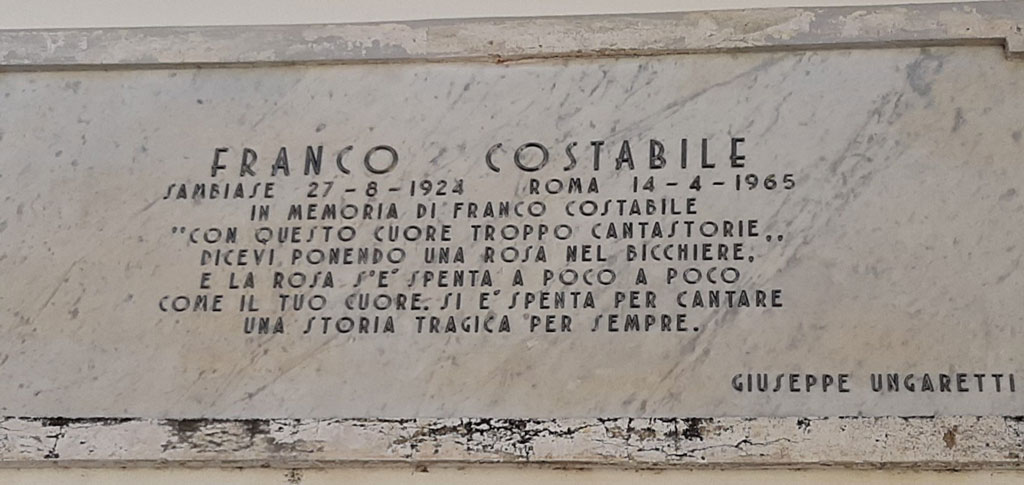 FRANCO COSTABILE
SAMBIASE 27-8-1924 ROMA 14-4-1965
IN MEMORIA DI FRANCO COSTABILE
"CON QUESTO CUORE TROPPO CANTASTORIE,,
DICEVI PONENDO UNA ROSA NEL BICCHIERE,
E LA ROSA S'E' SPENTA A POCO A POCO
COME IL TUO CUORE. SI E' SPENTA PER CANTARE
UNA STORIA TRAGICA PER SEMPRE.
GIUSEPPE UNGARETTI